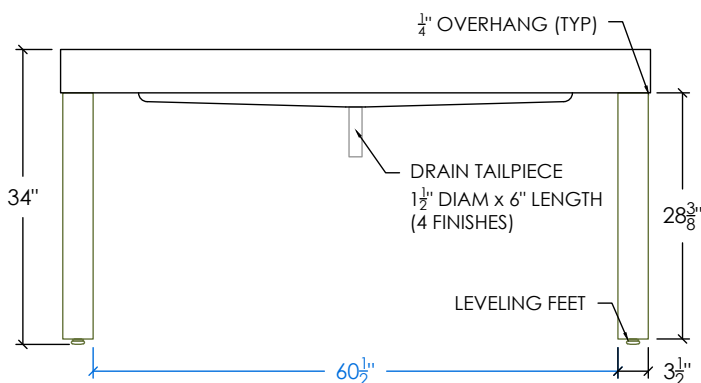 1/4" OVERHANG (TYP)
DRAIN TAILPIECE
1 1/2" DIAM x 6" LENGTH
(4 FINISHES)
34"
28 3/8"
LEVELING FEET
60 1/2"
3 1/2"